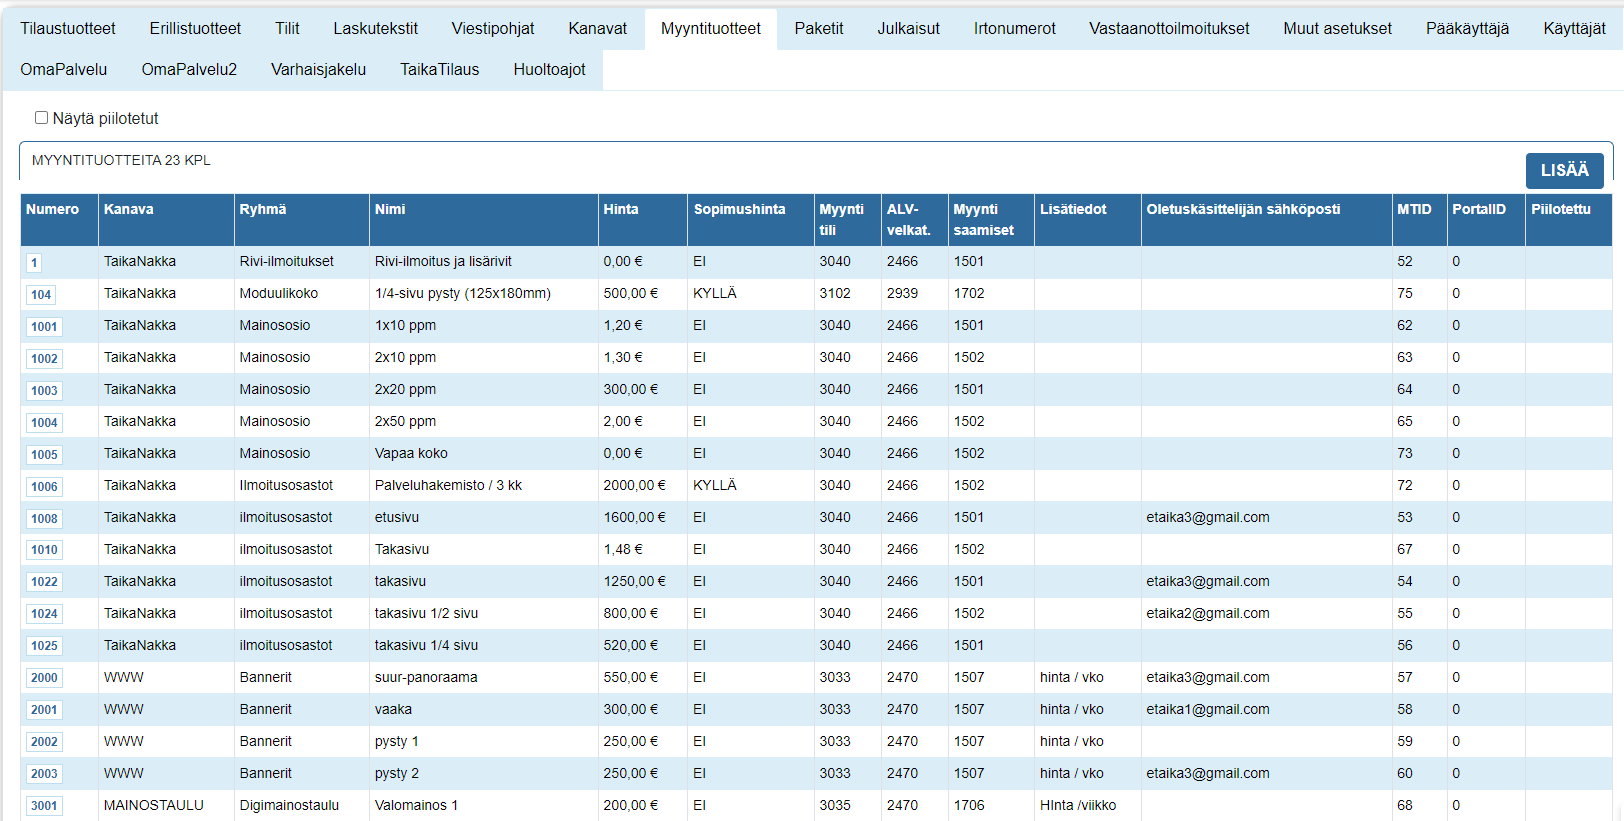 Tilaustuotteet Erillistuotteet Tilit Laskutekstit Viestipohjat Kanavat Myyntituotteet Paketit Julkaisut Irtonumerot Vastaanottoilmoitukset Muut asetukset Pääkäyttäjä Käyttäjät
OmaPalvelu OmaPalvelu2 Varhaisjakelu TaikaTilaus Huoltoajot
Näytä piilotetut
MYYNTITUOTTEITA 23 KPL
LISÄÄ
Numero Kanava Ryhmä Nimi Hinta Sopimushinta Myynti ALV- Myynti Lisätiedot Oletuskäsittelijän sähköposti MTID PortalID Piilotettu
tili velkat. saamiset
1 TaikaNakka Rivi-ilmoitukset Rivi-ilmoitus ja lisärivit 0,00 € EI 3040 2466 1501 52 0
104 TaikaNakka Moduulikoko 1/4-sivu pysty (125x180mm) 500,00 € KYLLÄ 3102 2939 1702 75 0
1001 TaikaNakka Mainososio 1x10 ppm 1,20 € EI 3040 2466 1501 62 0
1002 TaikaNakka Mainososio 2x10 ppm 1,30 € EI 3040 2466 1502 63 0
1003 TaikaNakka Mainososio 2x20 ppm 300,00 € EI 3040 2466 1501 64 0
1004 TaikaNakka Mainososio 2x50 ppm 2,00 € EI 3040 2466 1502 65 0
1005 TaikaNakka Mainososio Vapaa koko 0,00 € EI 3040 2466 1502 73 0
1006 TaikaNakka Ilmoitusosastot Palveluhakemisto / 3 kk 2000,00 € KYLLÄ 3040 2466 1502 72 0
1008 TaikaNakka ilmoitusosastot etusivu 1600,00 € EI 3040 2466 1501 etaika3@gmail.com 53 0
1010 TaikaNakka ilmoitusosastot Takasivu 1,48 € EI 3040 2466 1502 67 0
1022 TaikaNakka ilmoitusosastot takasivu 1250,00 € EI 3040 2466 1501 etaika3@gmail.com 54 0
1024 TaikaNakka ilmoitusosastot takasivu 1/2 sivu 800,00 € EI 3040 2466 1502 etaika2@gmail.com 55 0
1025 TaikaNakka ilmoitusosastot takasivu 1/4 sivu 520,00 € EI 3040 2466 1501 56 0
2000 WWW Bannerit suur-panoraama 550,00 € EI 3033 2470 1507 hinta / vko etaika3@gmail.com 57 0
2001 WWW Bannerit vaaka 300,00 € EI 3033 2470 1507 hinta / vko etaika1@gmail.com 58 0
2002 WWW Bannerit pysty 1 250,00 € EI 3033 2470 1507 hinta / vko 59 0
2003 WWW Bannerit pysty 2 250,00 € EI 3033 2470 1507 hinta / vko etaika3@gmail.com 60 0
3001 MAINOSTAULU Digimainostaulu Valomainos 1 200,00 € EI 3035 2470 1706 HInta /viikko 68 0